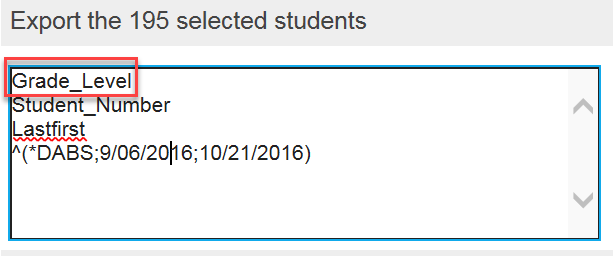 Export the 195 selected students
Grade_Level
Student_Number
Lastfirst
^(*DABS;9/06/2016;10/21/2016)